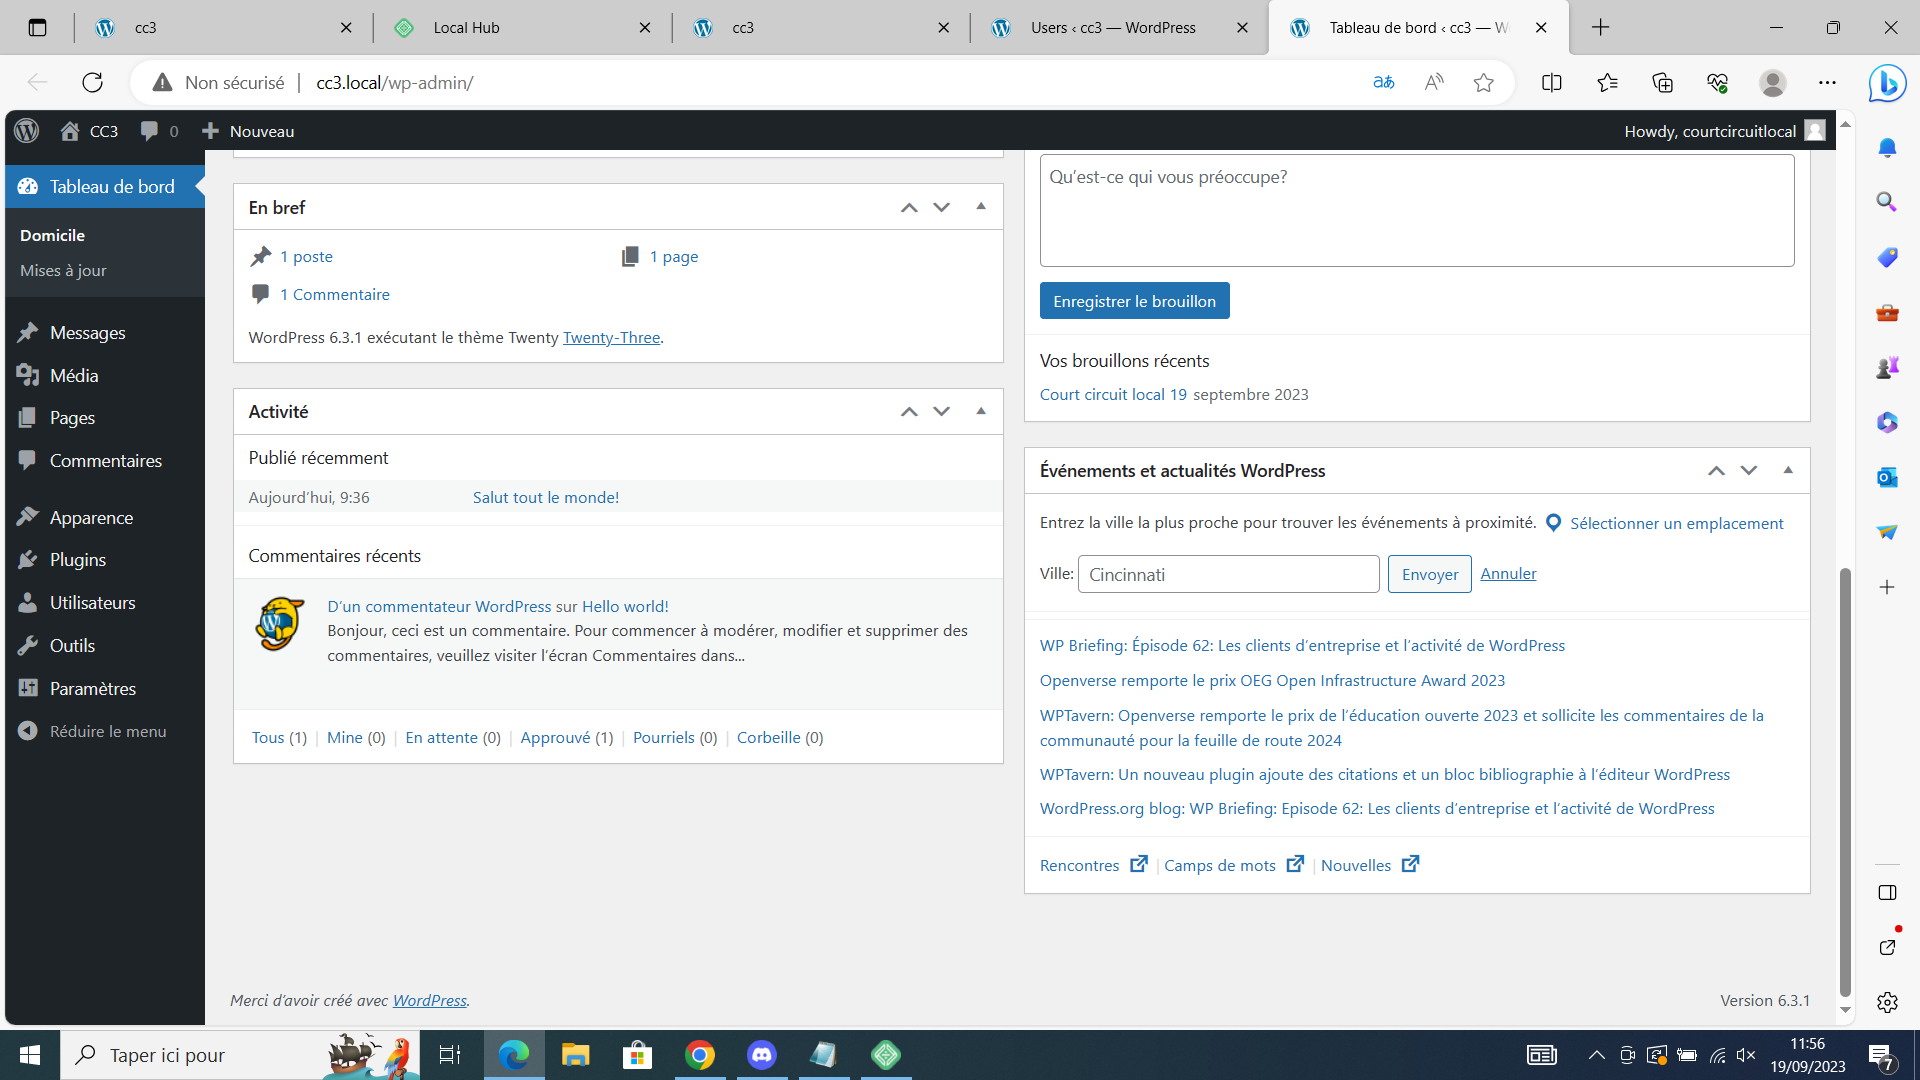 cc3
Local Hub
cc3
Users ‹ cc3 — WordPress
Tableau de bord ‹ cc3 — W
Non sécurisé
cc3.local/wp-admin/
CC3
0
Nouveau
Howdy, courtcircuitlocal
Tableau de bord
Domicile
Mises à jour
Messages
Média
Pages
Commentaires
Apparence
Plugins
Utilisateurs
Outils
Paramètres
Réduire le menu
En bref
1 poste
1 page
1 Commentaire
WordPress 6.3.1 exécutant le thème Twenty Twenty-Three.
Activité
Publié récemment
Aujourd'hui, 9:36 Salut tout le monde!
Commentaires récents
D'un commentateur WordPress sur Hello world!
Bonjour, ceci est un commentaire. Pour commencer à modérer, modifier et supprimer des
commentaires, veuillez visiter l'écran Commentaires dans...
Tous (1) | Mine (0) | En attente (0) | Approuvé (1) | Pourriels (0) | Corbeille (0)
Qu'est-ce qui vous préoccupe?
Enregistrer le brouillon
Vos brouillons récents
Court circuit local 19 septembre 2023
Événements et actualités WordPress
Entrez la ville la plus proche pour trouver les événements à proximité. Sélectionner un emplacement
Ville: Cincinnati Envoyer Annuler
WP Briefing: Épisode 62: Les clients d'entreprise et l'activité de WordPress
Openverse remporte le prix OEG Open Infrastructure Award 2023
WPTavern: Openverse remporte le prix de l'éducation ouverte 2023 et sollicite les commentaires de la
communauté pour la feuille de route 2024
WPTavern: Un nouveau plugin ajoute des citations et un bloc bibliographie à l'éditeur WordPress
WordPress.org blog: WP Briefing: Episode 62: Les clients d'entreprise et l'activité de WordPress
Rencontres | Camps de mots | Nouvelles
Merci d'avoir créé avec WordPress.
Version 6.3.1
Taper ici pour
11:56
19/09/2023
7